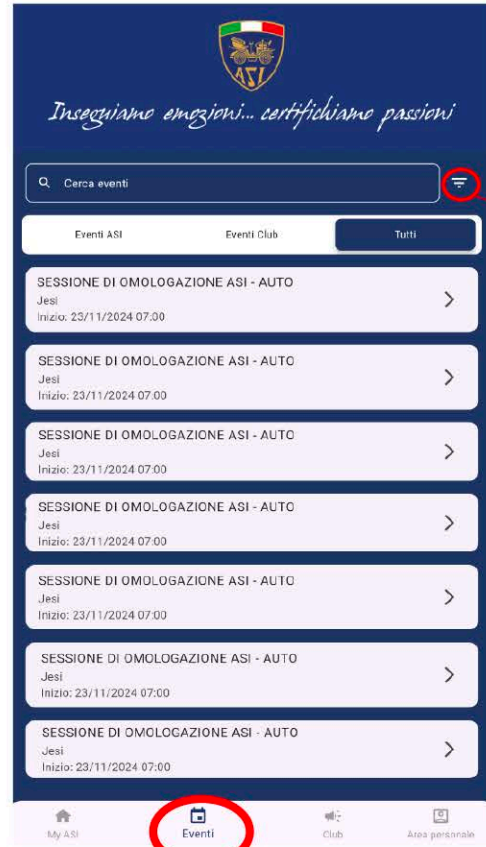 ASI
Inseguiamo emozioni... certifichiamo passioni
Cerca eventi
Eventi ASI Eventi Club Tutti
SESSIONE DI OMOLOGAZIONE ASI - AUTO
Jesi
Inizio: 23/11/2024 07:00
SESSIONE DI OMOLOGAZIONE ASI - AUTO
Jesi
Inizio: 23/11/2024 07:00
SESSIONE DI OMOLOGAZIONE ASI - AUTO
Jesi
Inizio: 23/11/2024 07:00
SESSIONE DI OMOLOGAZIONE ASI - AUTO
Jesi
Inizio: 23/11/2024 07:00
SESSIONE DI OMOLOGAZIONE ASI - AUTO
Jesi
Inizio: 23/11/2024 07:00
SESSIONE DI OMOLOGAZIONE ASI - AUTO
Jesi
Inizio: 23/11/2024 07:00
SESSIONE DI OMOLOGAZIONE ASI - AUTO
Jesi
Inizio: 23/11/2024 07:00
My ASI Eventi Club Area personale